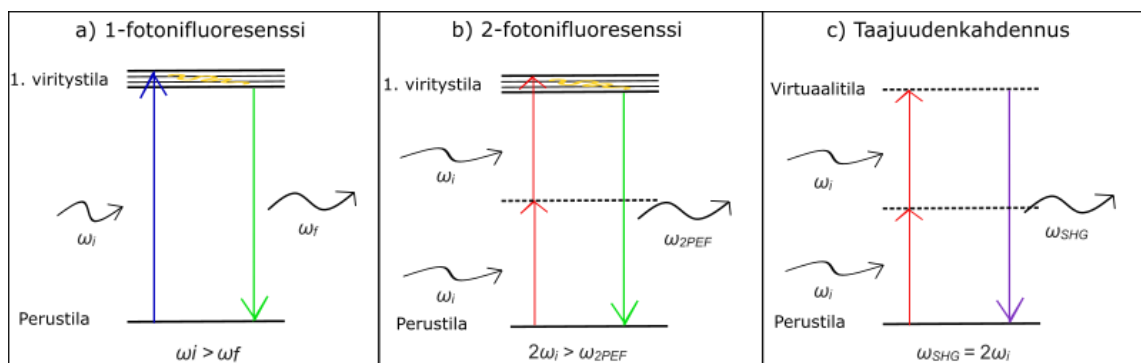 a) 1-fotonifluoresenssi
1. viritystila
ωi
ωf
Perustila
ωi > ωf
b) 2-fotonifluoresenssi
1. viritystila
ωi
ω2PEF
ωi
Perustila
2ωi > ω2PEF
c) Taajuudenkahdennus
Virtuaalitila
ωi
ωSHG
ωi
Perustila
ωSHG = 2ωi